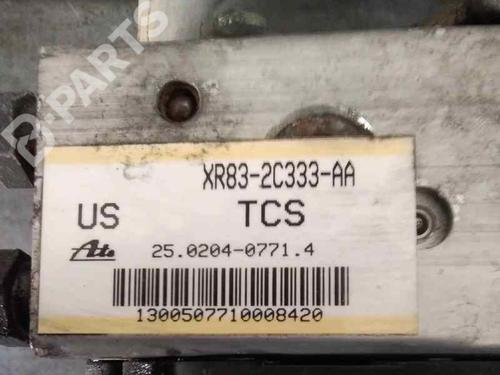 B-PARTS
XR83-2C333-AA
US TCS
Ate 25.0204-0771.4
1300507710008420